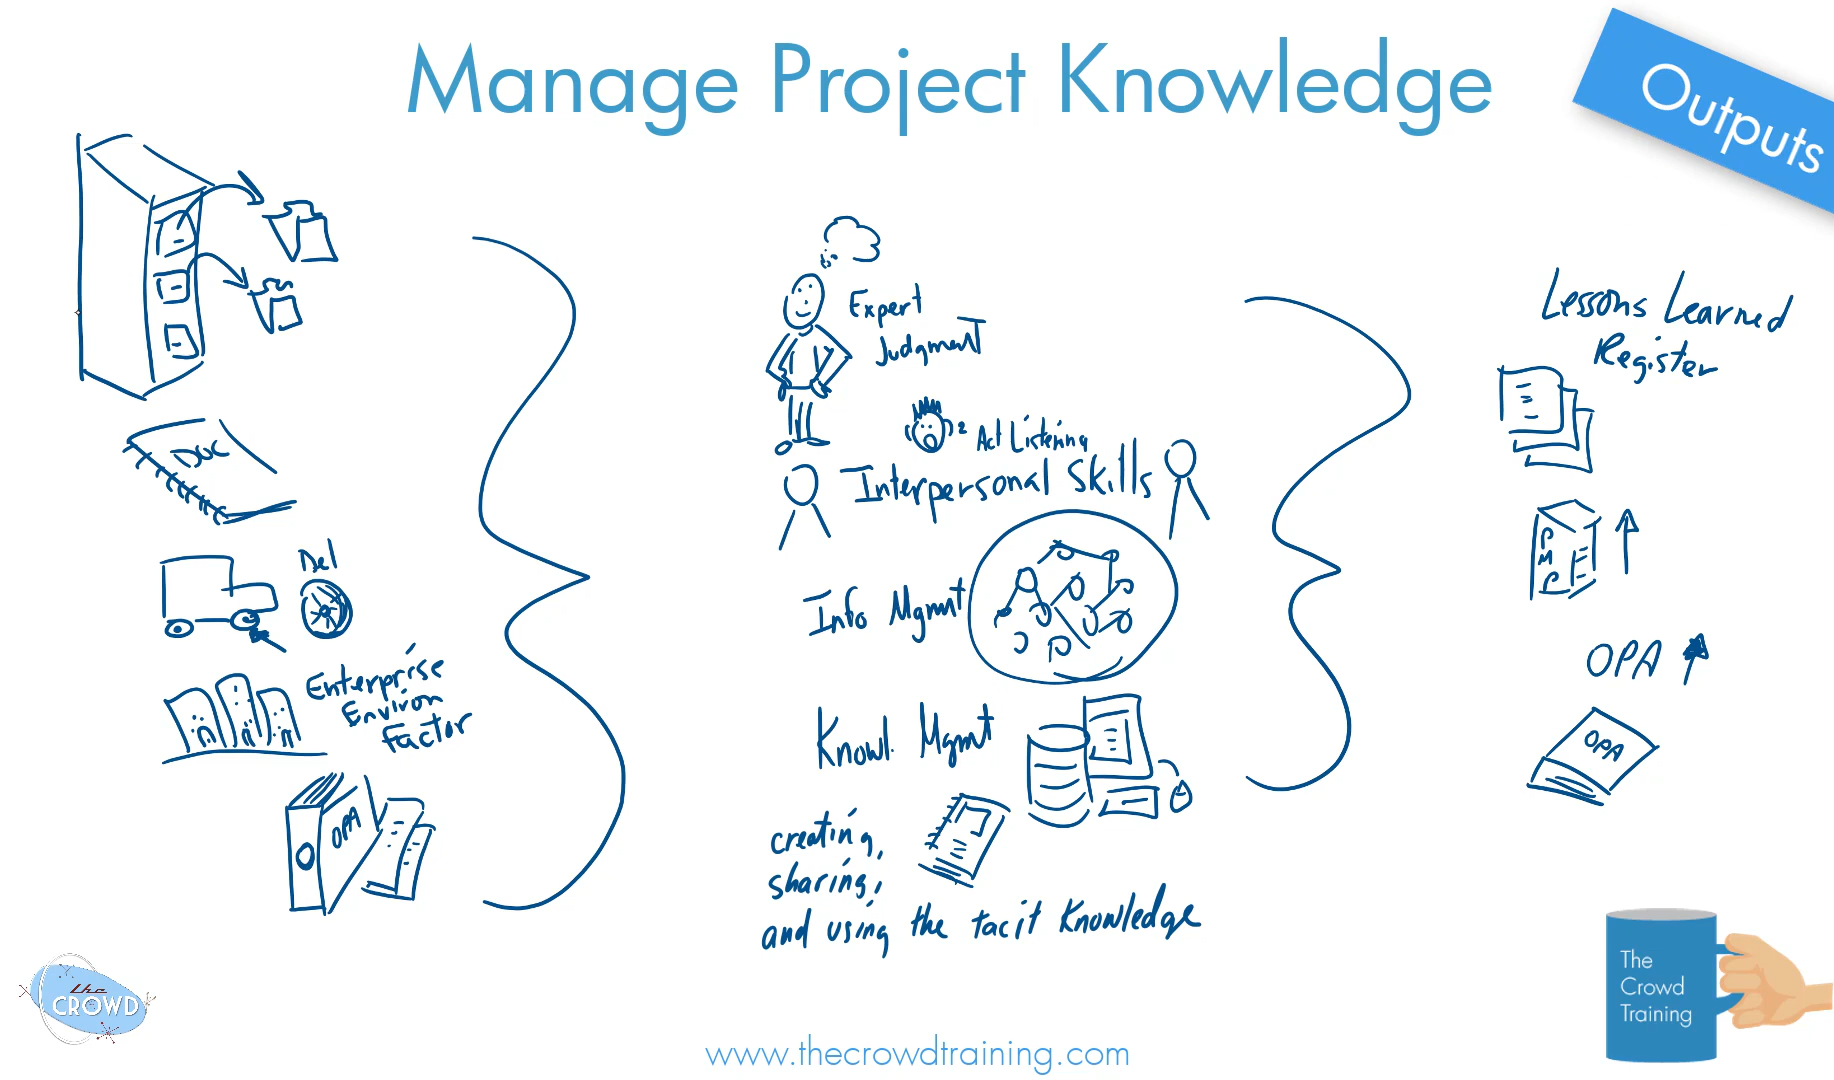 Manage Project Knowledge
Outputs
DOC
Del
Enterprise
Environ
Factor
OPA
Expert
Judgment
Act Listening
Interpersonal Skills
Info Mgmt
Knowl. Mgmt
creating,
sharing,
and using the tacit Knowledge
Lessons Learned
Register
PMP
OPA
OPA
the
CROWD
The
Crowd
Training
www.thecrowdtraining.com